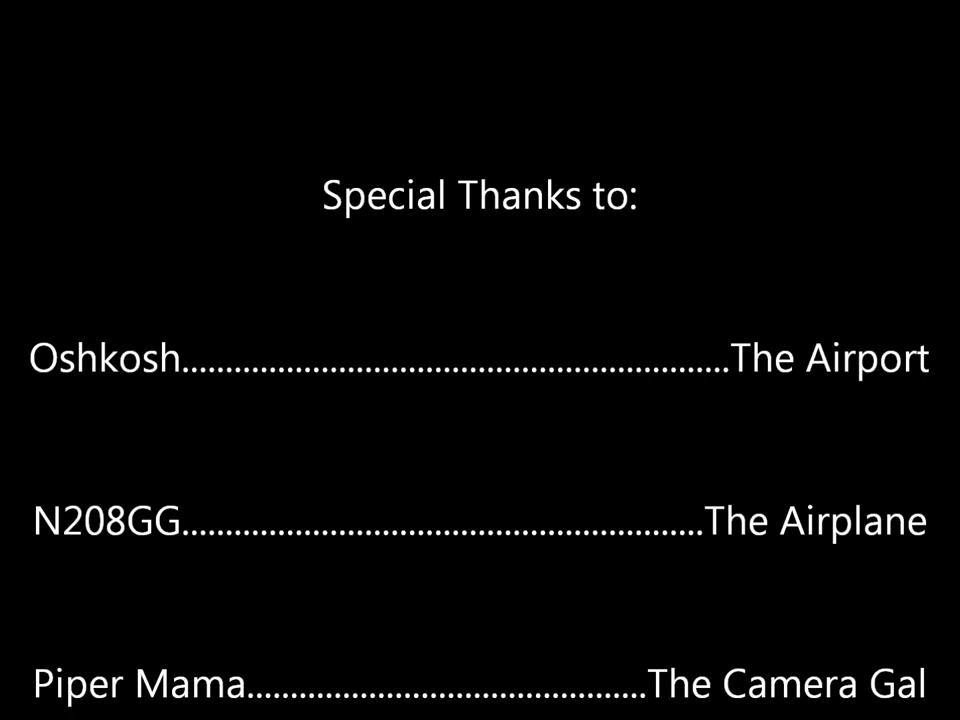 Special Thanks to:
Oshkosh...............................................................The Airport
N208GG............................................................The Airplane
Piper Mama..............................................The Camera Gal